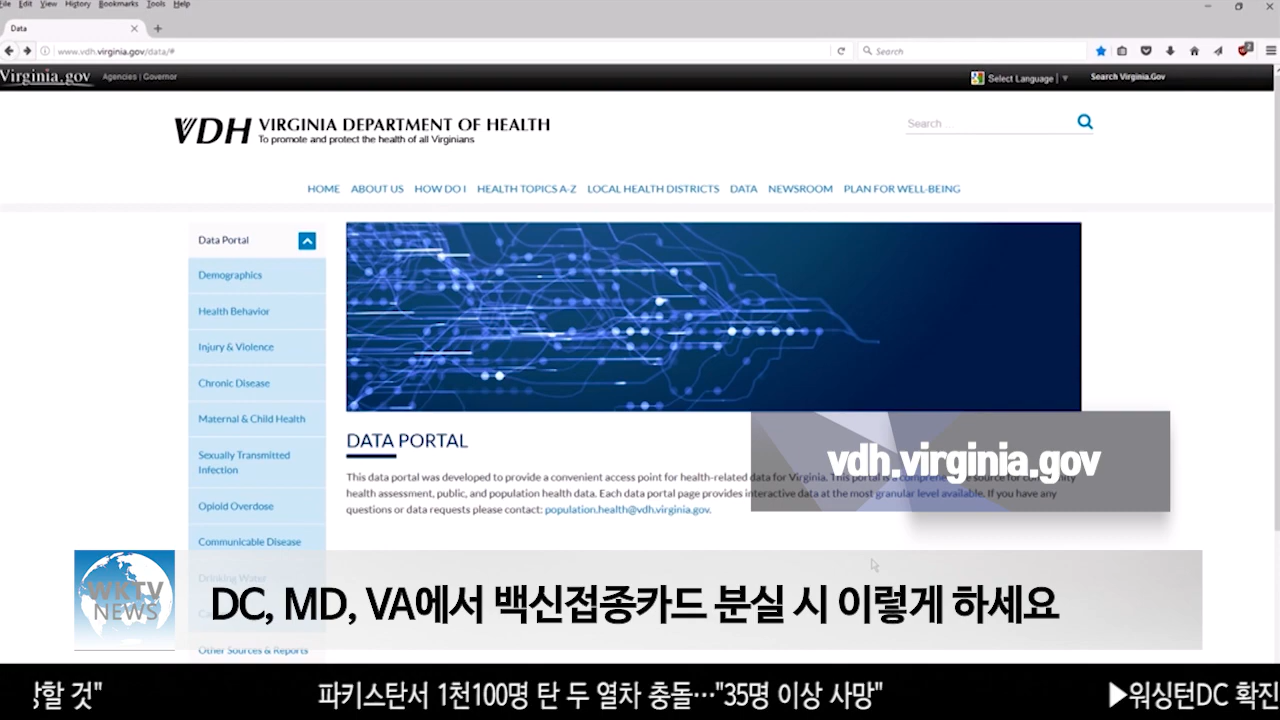 File Edit View History Bookmarks Tools Help
Data
www.vdh.virginia.gov/data/#
Search
Virginia.gov Agencies | Governor
Select Language
Search Virginia.Gov
VDH VIRGINIA DEPARTMENT OF HEALTH
To promote and protect the health of all Virginians
Search ...
HOME ABOUT US HOW DO I HEALTH TOPICS A-Z LOCAL HEALTH DISTRICTS DATA NEWSROOM PLAN FOR WELL-BEING
Data Portal
Demographics
Health Behavior
Injury & Violence
Chronic Disease
Maternal & Child Health
Sexually Transmitted
Infection
Opioid Overdose
Communicable Disease
Drinking Water
Other Sources & Reports
DATA PORTAL
This data portal was developed to provide a convenient access point for health-related data for Virginia. This portal is a comprehe source for
health assessment, public, and population health data. Each data portal page provides interactive data at the most granular level available. If you have any
questions or data requests please contact: population.health@vdh.virginia.gov.
vdh.virginia.gov
WKTV
NEWS
DC, MD, VA에서 백신접종카드 분실 시 이렇게 하세요
할 것" 파키스탄서 1천100명 탄 두 열차 충돌…"35명 이상 사망" ▶워싱턴DC 확진